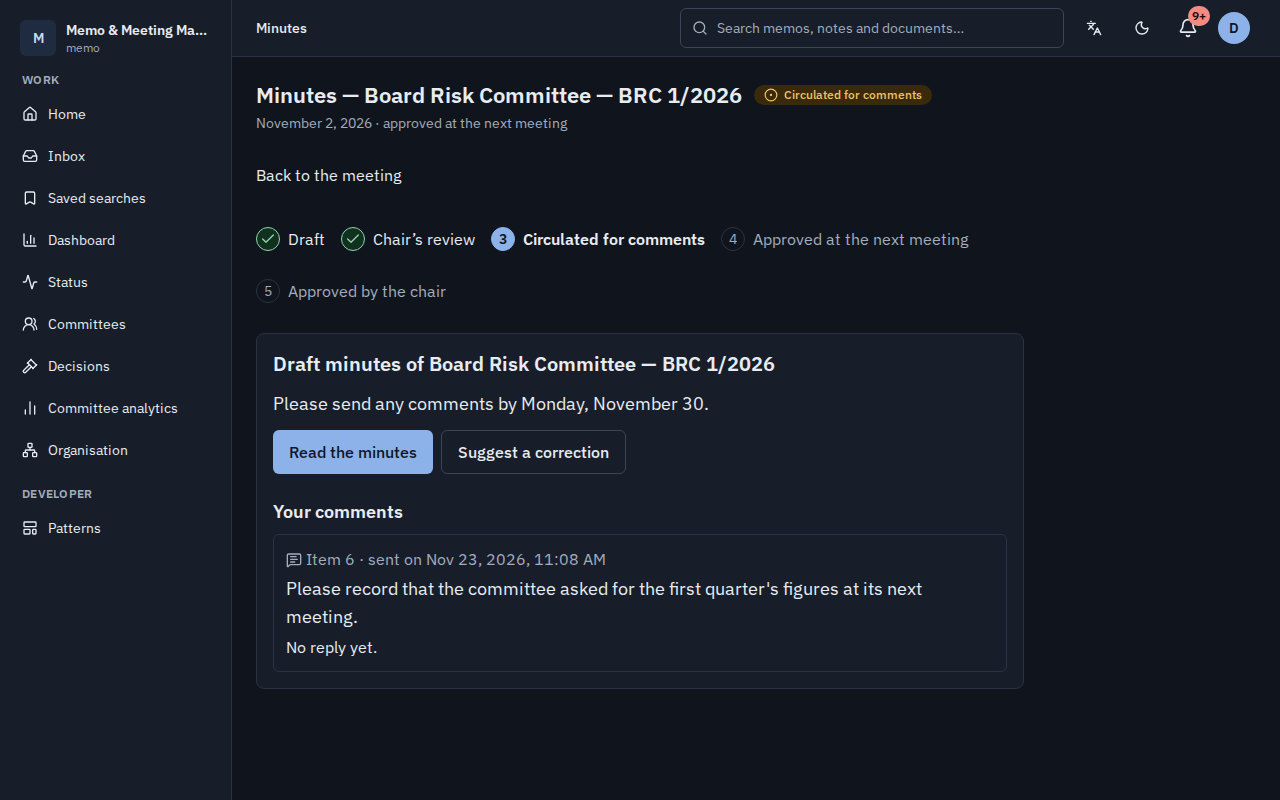 M
Memo & Meeting Ma...
memo
WORK
Home
Inbox
Saved searches
Dashboard
Status
Committees
Decisions
Committee analytics
Organisation
DEVELOPER
Patterns
Minutes
Search memos, notes and documents...
9+
D
Minutes — Board Risk Committee — BRC 1/2026
Circulated for comments
November 2, 2026 · approved at the next meeting
Back to the meeting
Draft
Chair’s review
3 Circulated for comments
4 Approved at the next meeting
5 Approved by the chair
Draft minutes of Board Risk Committee — BRC 1/2026
Please send any comments by Monday, November 30.
Read the minutes
Suggest a correction
Your comments
Item 6 · sent on Nov 23, 2026, 11:08 AM
Please record that the committee asked for the first quarter's figures at its next
meeting.
No reply yet.